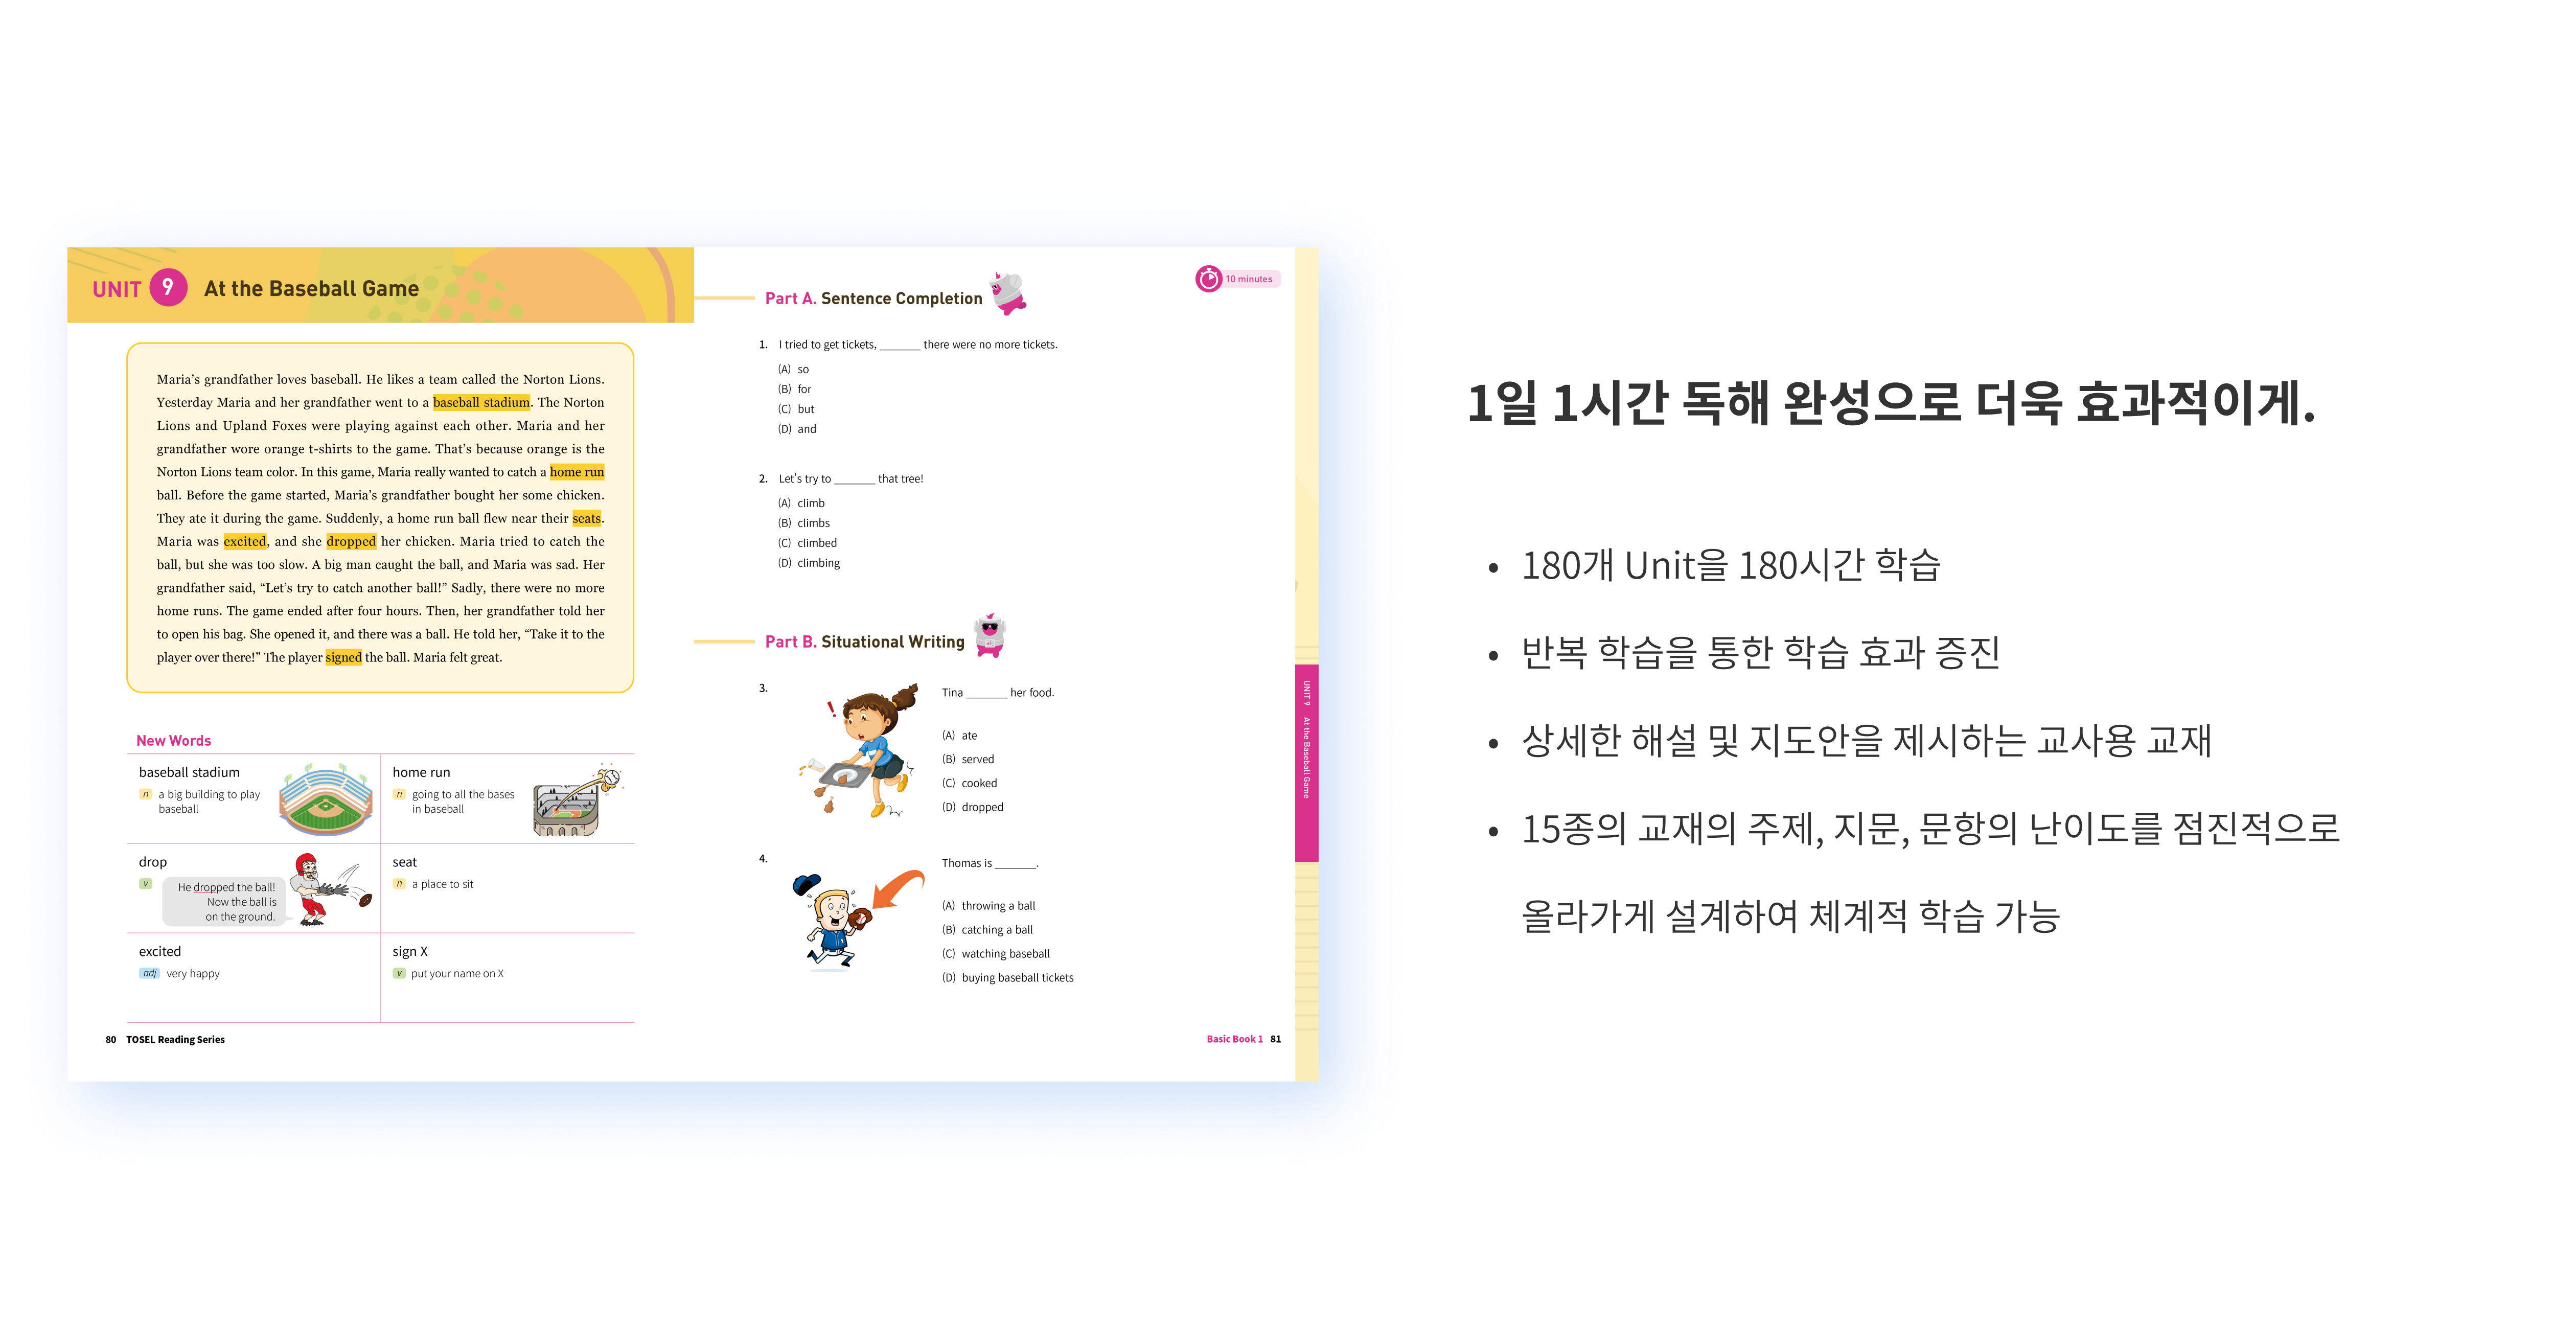 UNIT 9 At the Baseball Game
Maria's grandfather loves baseball. He likes a team called the Norton Lions.
Yesterday Maria and her grandfather went to a baseball stadium. The Norton
Lions and Upland Foxes were playing against each other. Maria and her
grandfather wore orange t-shirts to the game. That's because orange is the
Norton Lions team color. In this game, Maria really wanted to catch a home run
ball. Before the game started, Maria's grandfather bought her some chicken.
They ate it during the game. Suddenly, a home run ball flew near their seats.
Maria was excited, and she dropped her chicken. Maria tried to catch the
ball, but she was too slow. A big man caught the ball, and Maria was sad. Her
grandfather said, “Let's try to catch another ball!” Sadly, there were no more
home runs. The game ended after four hours. Then, her grandfather told her
to open his bag. She opened it, and there was a ball. He told her, “Take it to the
player over there!” The player signed the ball. Maria felt great.
New Words
baseball stadium
n a big building to play
baseball
home run
n going to all the bases
in baseball
drop
v He dropped the ball!
Now the ball is
on the ground.
seat
n a place to sit
excited
adj very happy
sign X
v put your name on X
80 TOSEL Reading Series
Part A. Sentence Completion
10 minutes
1. I tried to get tickets, ______ there were no more tickets.
(A) so
(B) for
(C) but
(D) and
2. Let's try to ______ that tree!
(A) climb
(B) climbs
(C) climbed
(D) climbing
Part B. Situational Writing
3. Tina ______ her food.
(A) ate
(B) served
(C) cooked
(D) dropped
4. Thomas is ______.
(A) throwing a ball
(B) catching a ball
(C) watching baseball
(D) buying baseball tickets
UNIT 9 At the Baseball Game
Basic Book 1 81
1일 1시간 독해 완성으로 더욱 효과적이게.
• 180개 Unit을 180시간 학습
• 반복 학습을 통한 학습 효과 증진
• 상세한 해설 및 지도안을 제시하는 교사용 교재
• 15종의 교재의 주제, 지문, 문항의 난이도를 점진적으로
올라가게 설계하여 체계적 학습 가능